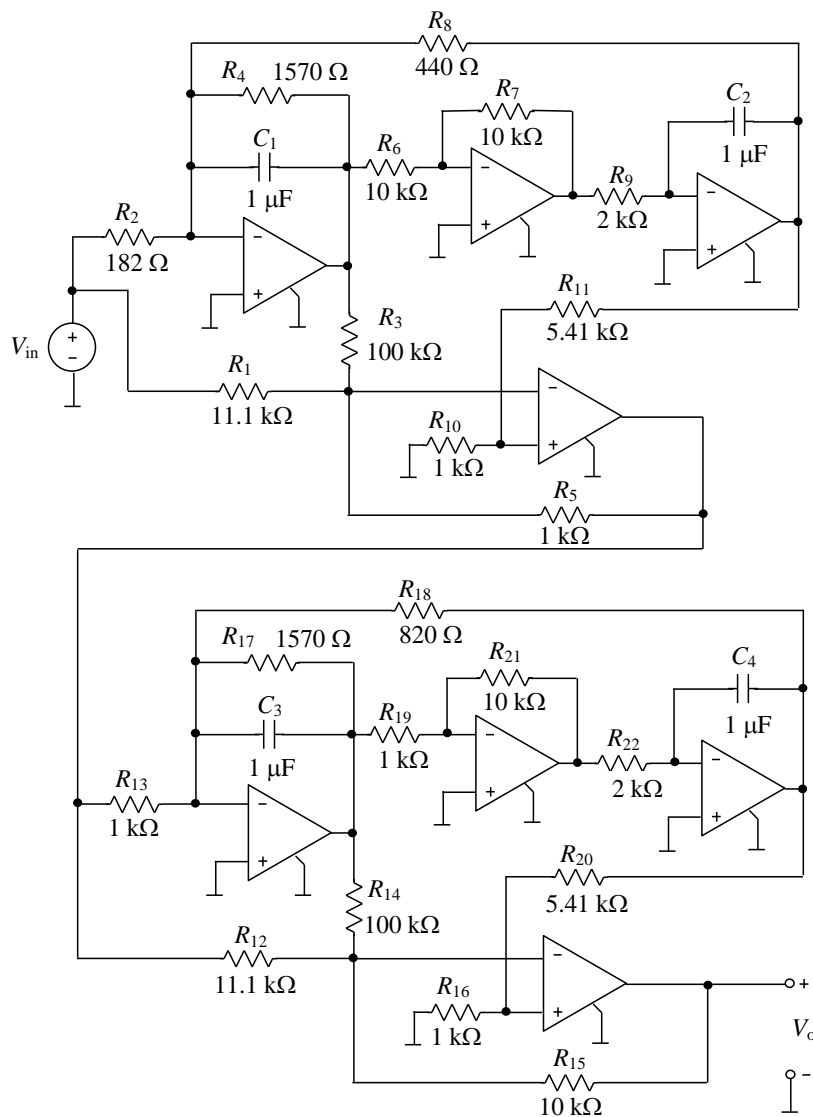 R8
440 Ω
R4 1570 Ω
C1
1 μF
R6
10 kΩ
R7
10 kΩ
C2
1 μF
R9
2 kΩ
R2
182 Ω
−
+
−
+
−
+
R11
5.41 kΩ
R3
100 kΩ
Vin
+
−
R1
11.1 kΩ
R10
1 kΩ
−
+
R5
1 kΩ
R18
820 Ω
R17 1570 Ω
C3
1 μF
R19
1 kΩ
R21
10 kΩ
C4
1 μF
R22
2 kΩ
R13
1 kΩ
−
+
−
+
−
+
R20
5.41 kΩ
R14
100 kΩ
R12
11.1 kΩ
R16
1 kΩ
−
+
+
Vo
−
R15
10 kΩ